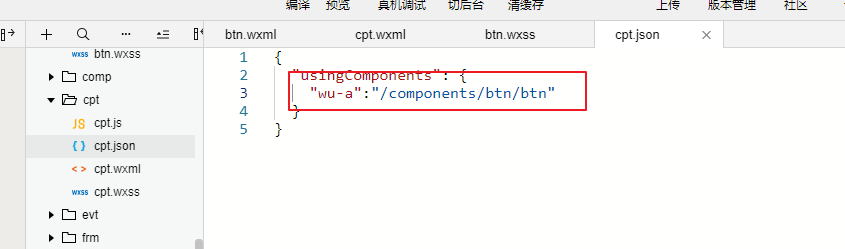 编译 预览 真机调试 切后台 清缓存 上传 版本管理 社区
btn.wxml cpt.wxml btn.wxss cpt.json
btn.wxss
comp
cpt
JS cpt.js
{ } cpt.json
< > cpt.wxml
wxss cpt.wxss
evt
frm
1 {
2 "usingComponents": {
3 "wu-a":"/components/btn/btn"
4 }
5 }